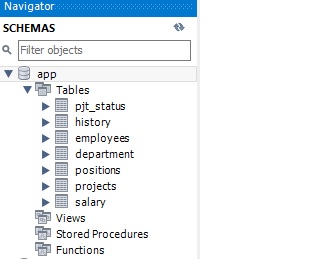 Navigator
SCHEMAS
Filter objects
app
Tables
pjt_status
history
employees
department
positions
projects
salary
Views
Stored Procedures
Functions